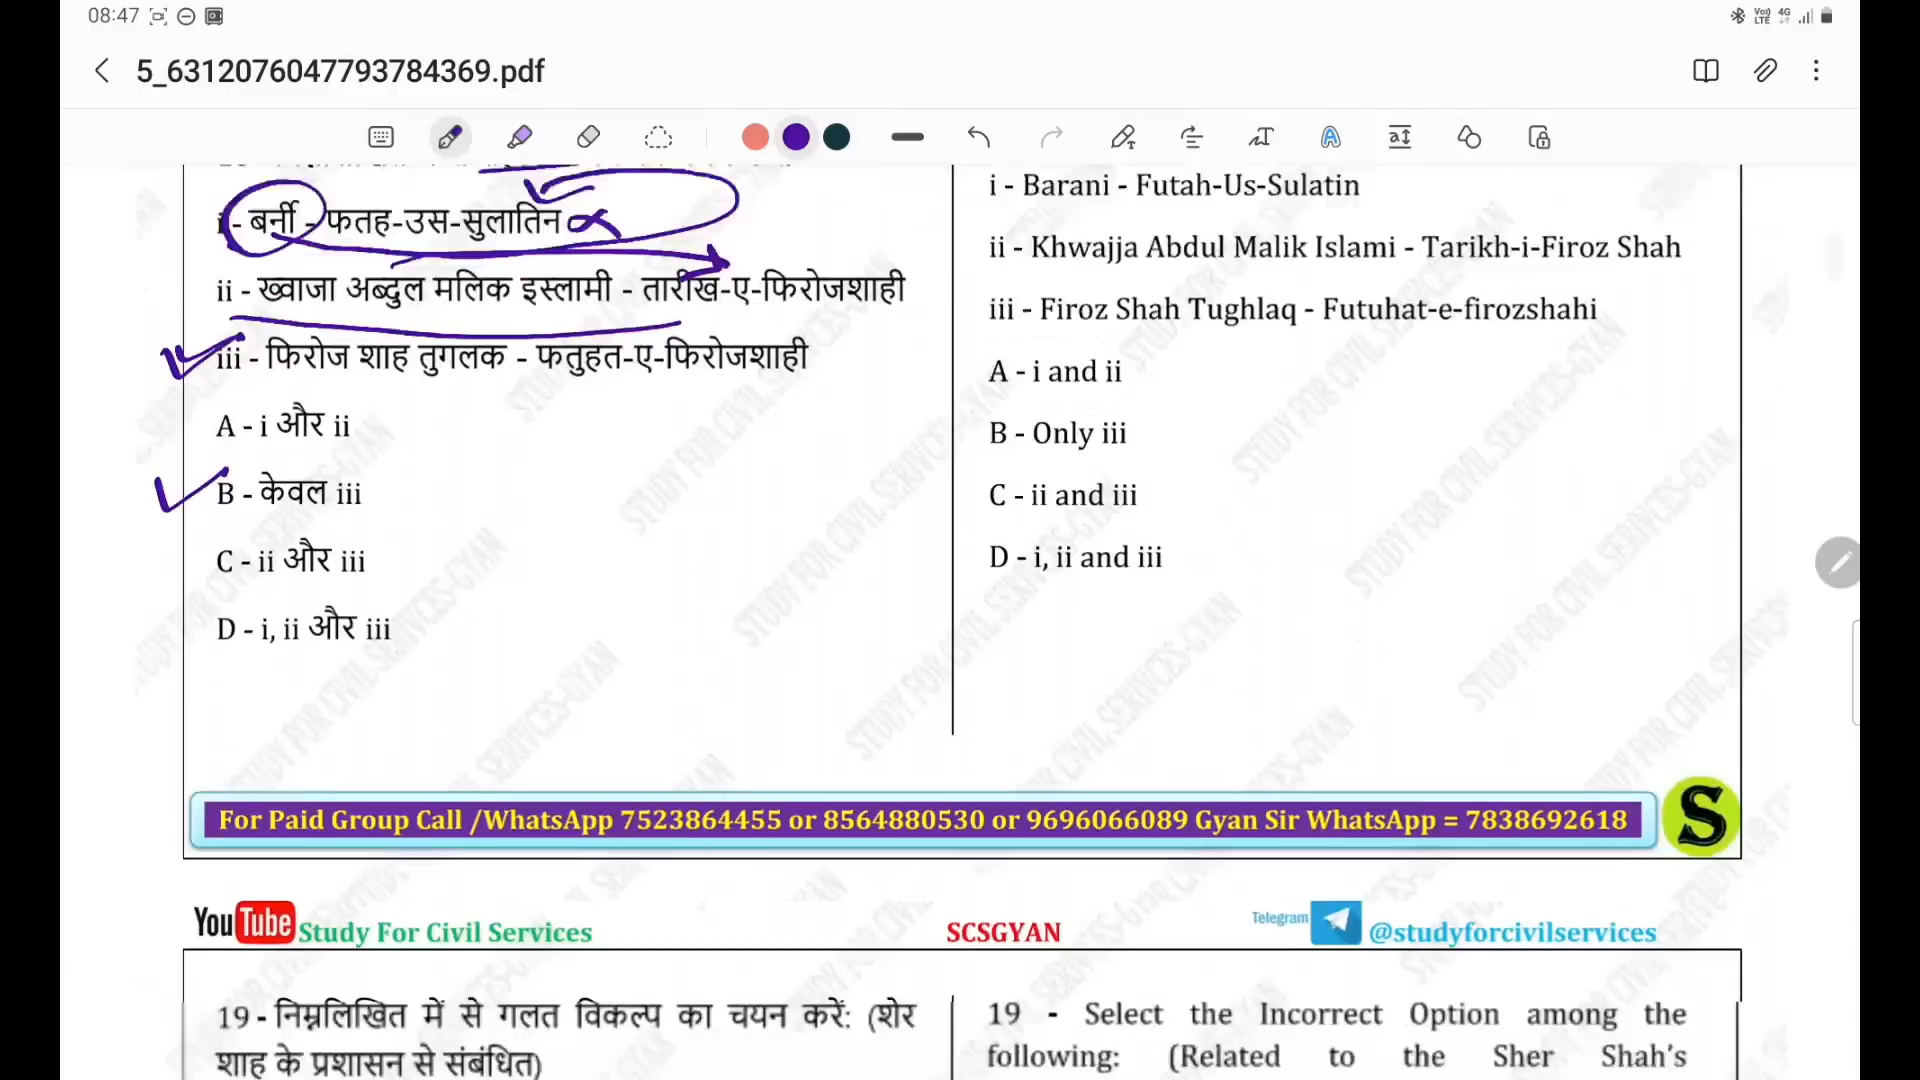 08:47
5_6312076047793784369.pdf
i - बर्नी - फतह-उस-सुलातिन
ii - ख्वाजा अब्दुल मलिक इस्लामी - तारीख-ए-फिरोजशाही
iii - फिरोज शाह तुगलक - फतुहत-ए-फिरोजशाही
A - i और ii
B - केवल iii
C - ii और iii
D - i, ii और iii
i - Barani - Futah-Us-Sulatin
ii - Khwajja Abdul Malik Islami - Tarikh-i-Firoz Shah
iii - Firoz Shah Tughlaq - Futuhat-e-firozshahi
A - i and ii
B - Only iii
C - ii and iii
D - i, ii and iii
For Paid Group Call /WhatsApp 7523864455 or 8564880530 or 9696066089 Gyan Sir WhatsApp = 7838692618
S
YouTube Study For Civil Services
SCSGYAN
Telegram @studyforcivilservices
19 - निम्नलिखित में से गलत विकल्प का चयन करें: (शेर
शाह के प्रशासन से संबंधित)
19 - Select the Incorrect Option among the
following: (Related to the Sher Shah's
STUDY FOR CIVIL SERIVCES-GYAN